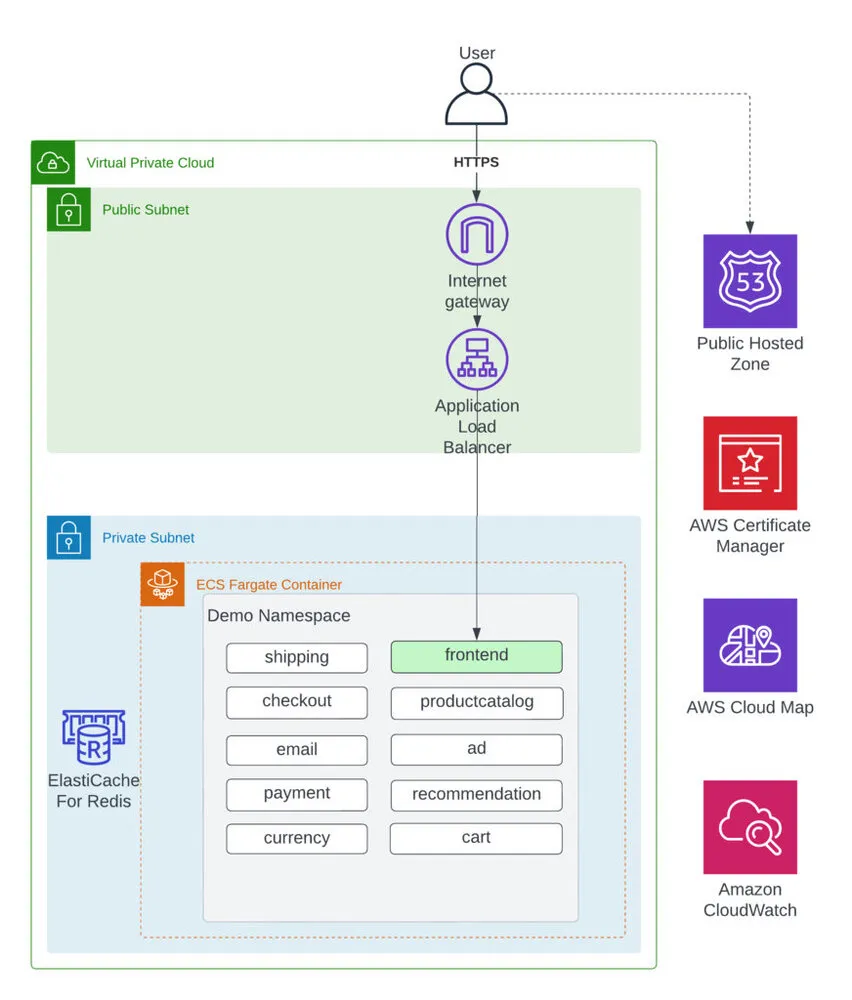 User
HTTPS
Virtual Private Cloud
Public Subnet
Internet
gateway
Application
Load
Balancer
53
Public Hosted
Zone
AWS Certificate
Manager
Private Subnet
ECS Fargate Container
Demo Namespace
shipping
frontend
checkout
productcatalog
email
ad
payment
recommendation
currency
cart
R
ElastiCache
For Redis
AWS Cloud Map
Amazon
CloudWatch